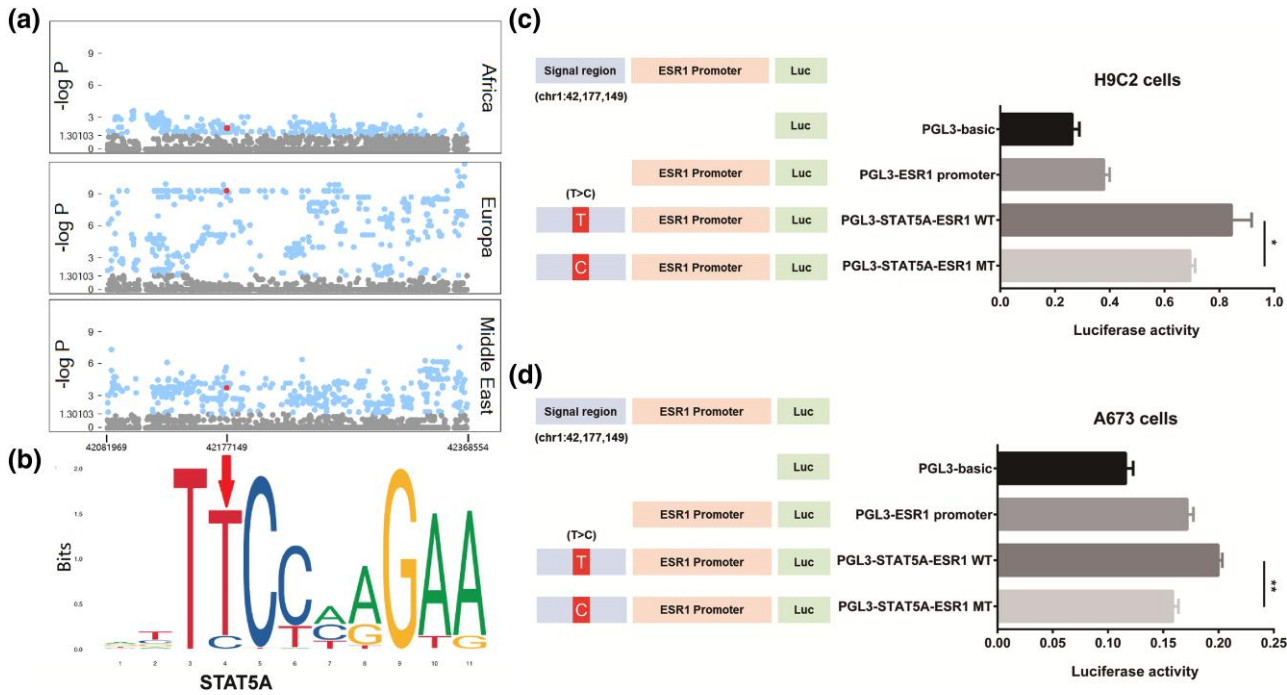 (a)
-log P
9
6
3
1.30103
0
Africa
9
6
3
1.30103
0
Europa
-log P
9
6
3
1.30103
0
Middle East
42081969
42177149
42368554
(b)
Bits
2.0
1.5
1.0
0.5
0.0
T
T
C
C
T
A
C
T
A
G
G
A
T
A
G
C
1
2
3
4
5
6
7
8
9
10
11
STAT5A
(c)
Signal region
ESR1 Promoter
Luc
(chr1:42,177,149)
Luc
ESR1 Promoter
Luc
(T>C)
T
ESR1 Promoter
Luc
C
ESR1 Promoter
Luc
H9C2 cells
PGL3-basic
PGL3-ESR1 promoter
PGL3-STAT5A-ESR1 WT
PGL3-STAT5A-ESR1 MT
*
0.0
0.2
0.4
0.6
0.8
1.0
Luciferase activity
(d)
Signal region
ESR1 Promoter
Luc
(chr1:42,177,149)
Luc
ESR1 Promoter
Luc
(T>C)
T
ESR1 Promoter
Luc
C
ESR1 Promoter
Luc
A673 cells
PGL3-basic
PGL3-ESR1 promoter
PGL3-STAT5A-ESR1 WT
PGL3-STAT5A-ESR1 MT
**
0.00
0.05
0.10
0.15
0.20
0.25
Luciferase activity